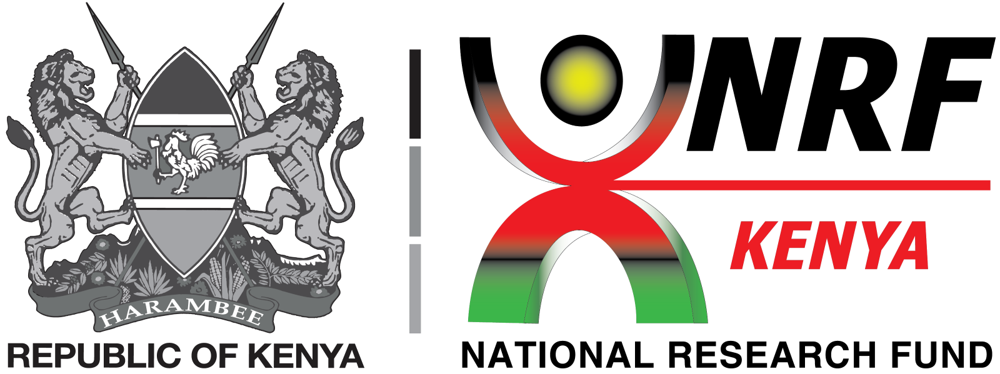 HARAMBEE
REPUBLIC OF KENYA
NRF
KENYA
NATIONAL RESEARCH FUND